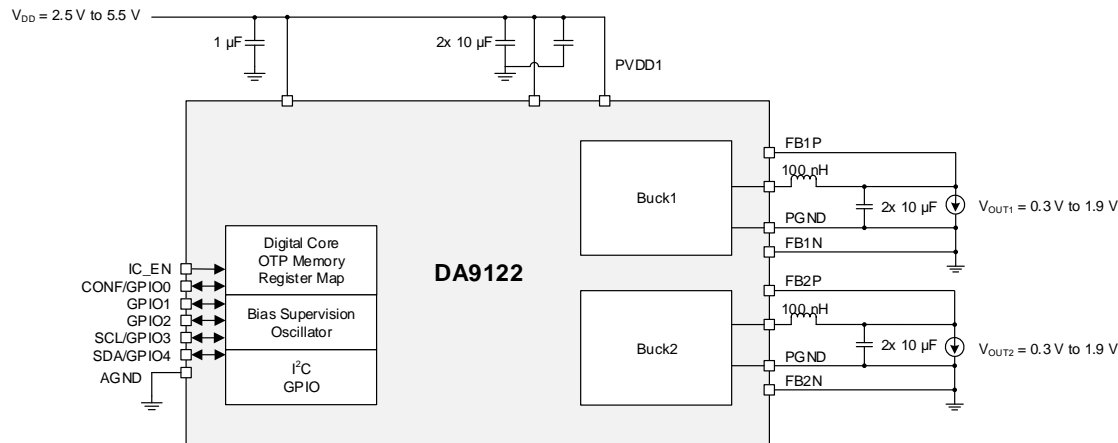 VDD = 2.5 V to 5.5 V
1 µF
2x 10 µF
PVDD1
FB1P
100 nH
Buck1
2x 10 µF
VOUT1 = 0.3 V to 1.9 V
PGND
FB1N
Digital Core
OTP Memory
Register Map
DA9122
IC_EN
CONF/GPIO0
GPIO1
GPIO2
SCL/GPIO3
SDA/GPIO4
AGND
Bias Supervision
Oscillator
I²C
GPIO
FB2P
100 nH
Buck2
2x 10 µF
VOUT2 = 0.3 V to 1.9 V
PGND
FB2N